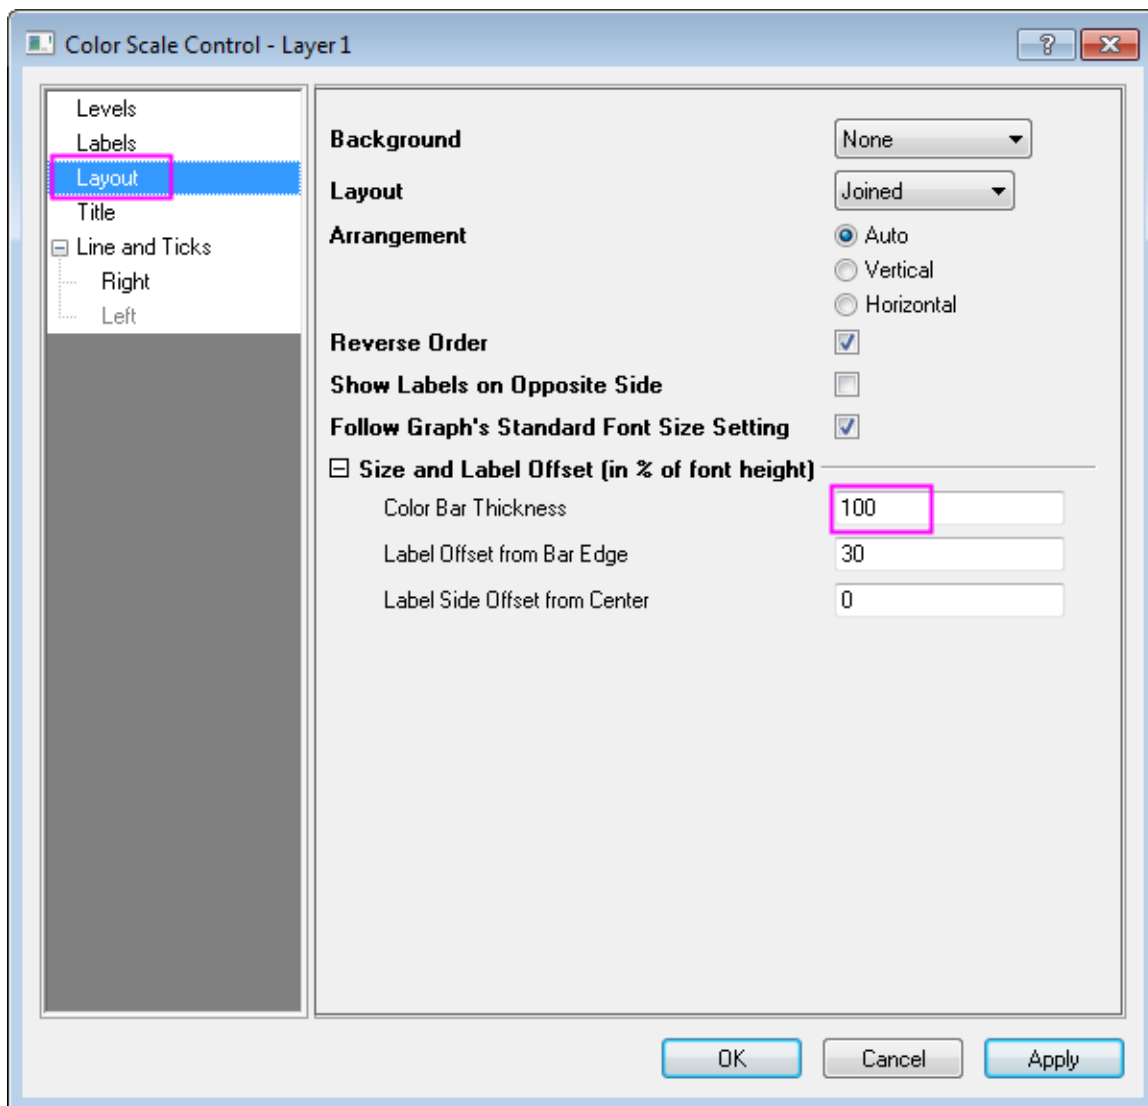 Color Scale Control - Layer 1
Levels
Labels
Layout
Title
Line and Ticks
Right
Left
Background
None
Layout
Joined
Arrangement
Auto
Vertical
Horizontal
Reverse Order
Show Labels on Opposite Side
Follow Graph's Standard Font Size Setting
Size and Label Offset (in % of font height)
Color Bar Thickness
100
Label Offset from Bar Edge
30
Label Side Offset from Center
0
OK
Cancel
Apply